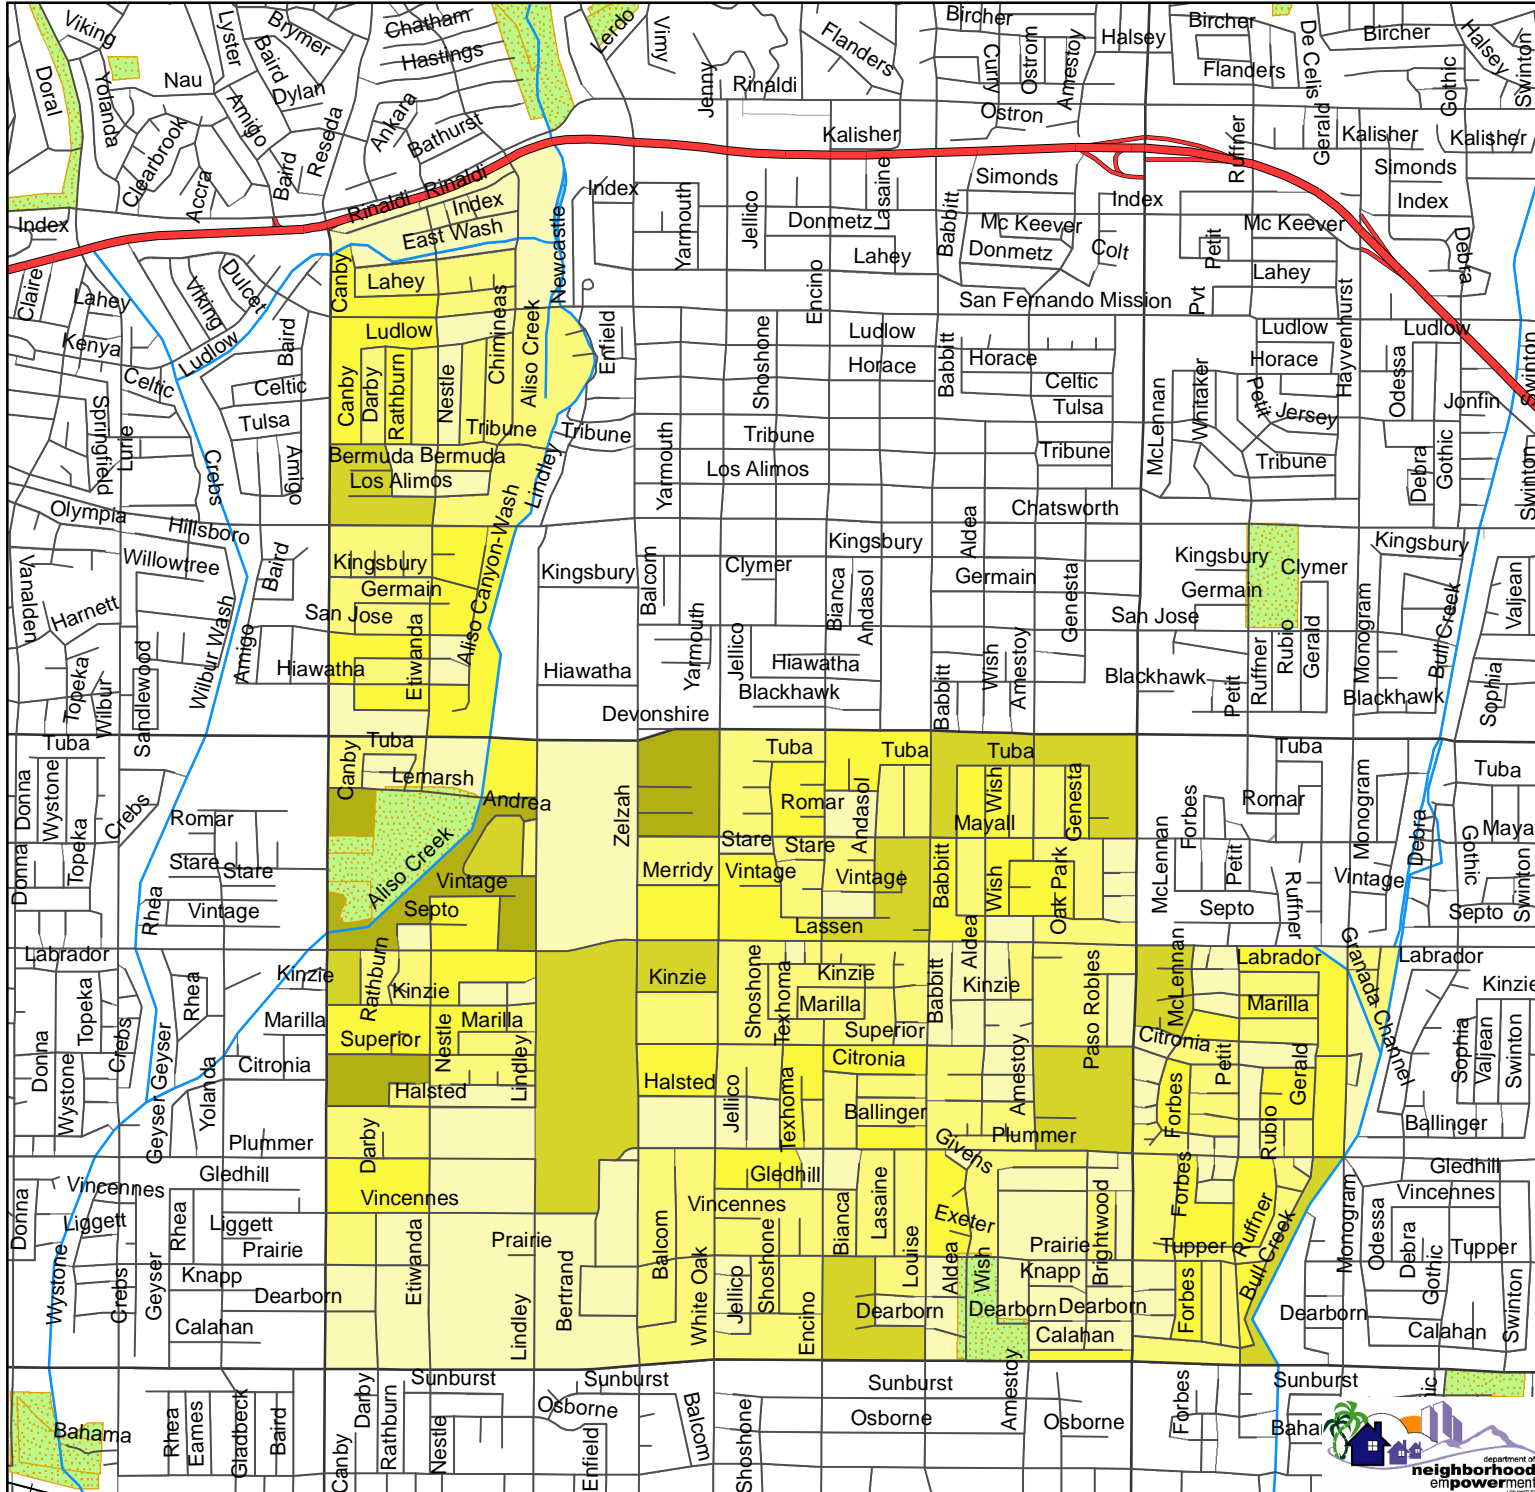 Viking
Lyster
Brymer
Chatham
Lerdo
Vimy
Bircher
Bircher
Bircher
Halsey
Hastings
Flanders
Curry
Ostrom
Amestoy
Halsey
De Celis
Swinton
Doral
Yolanda
Nau
Baird
Dylan
Jenny
Rinaldi
Flanders
Gothic
Amigo
Ankara
Bathurst
Ostron
Kalisher
Ruffner
Gerald
Kalisher
Kalisher
Clearbrook
Accra
Baird
Reseda
Rinaldi
Rinaldi
Index
East Wash
Newcastle
Index
Yarmouth
Jellico
Donmetz
Lasaine
Lahey
Babbitt
Simonds
Mc Keever
Donmetz
Colt
Index
Petit
Mc Keever
Simonds
Index
Debra
Index
Claire
Lahey
Viking
Dulcet
Canby
Lahey
Encino
San Fernando Mission
Pvt
Lahey
Hayvenhurst
Kenya
Ludlow
Baird
Ludlow
Chimineas
Aliso Creek
Enfield
Shoshone
Ludlow
Ludlow
Ludlow
Swinton
Celtic
Celtic
Canby
Darby
Rathburn
Nestle
Horace
Babbitt
Horace
Celtic
Tulsa
McLennan
Whitaker
Horace
Petit
Jersey
Odessa
Jonfin
Springfield
Lurie
Tulsa
Tribune
Tribune
Yarmouth
Tribune
Tribune
Tribune
Debra
Gothic
Crebs
Amigo
Bermuda
Bermuda
Los Alimos
Lindley
Los Alimos
Swinton
Olympia
Hillsboro
Aliso Canyon-Wash
Chatsworth
Aldea
Vanalden
Willowtree
Baird
Kingsbury
Germain
Kingsbury
Balcom
Clymer
Kingsbury
Germain
Genesta
Kingsbury
Germain
Clymer
Kingsbury
Bull Creek
Valjean
Harnett
Wilbur Wash
San Jose
Yarmouth
Bianca
Andasol
San Jose
Rubio
Gerald
Monogram
Topeka
Wilbur
Sandlewood
Amigo
Hiawatha
Etiwanda
Hiawatha
Jellico
Hiawatha
Blackhawk
Babbitt
Wish
Amestoy
Blackhawk
Petit
Ruffner
Blackhawk
Sophia
Devonshire
Tuba
Canby
Tuba
Lemarsh
Tuba
Tuba
Tuba
Tuba
Tuba
Donna
Wystone
Crebs
Romar
Andrea
Zelzah
Romar
Andasol
Wish
Mayall
Genesta
Forbes
Romar
Monogram
Debra
Gothic
Maya
Donna
Topeka
Stare
Stare
Aliso Creek
Vintage
Stare
Stare
McLennan
Petit
Merridy
Vintage
Vintage
Babbitt
Wish
Oak Park
Ruffner
Vintage
Swinton
Rhea
Vintage
Septo
Lassen
Aldea
Septo
Septo
Labrador
Kinzie
Rathburn
Kinzie
Kinzie
Shoshone
Texhoma
Kinzie
Marilla
Babbitt
Kinzie
Paso Robles
McLennan
Labrador
Marilla
Granada Channel
Labrador
Kinzie
Topeka
Rhea
Marilla
Superior
Nestle
Marilla
Superior
Citronia
Donna
Crebs
Geyser
Citronia
Lindley
Citronia
Amestoy
Petit
Gerald
Sophia
Valjean
Swinton
Wystone
Yolanda
Halsted
Halsted
Jellico
Texhoma
Ballinger
Forbes
Rubio
Ballinger
Geyser
Plummer
Darby
Givens
Plummer
Gledhill
Gledhill
Gledhill
Donna
Vincennes
Vincennes
Vincennes
Forbes
Ruffner
Vincennes
Liggett
Rhea
Liggett
Prairie
Etiwanda
Prairie
Balcom
Shoshone
Bianca
Lasaine
Exeter
Prairie
Brightwood
Tupper
Monogram
Odessa
Debra
Tupper
Wystone
Crebs
Geyser
Knapp
Dearborn
Calahan
Lindley
Bertrand
White Oak
Jellico
Encino
Louise
Dearborn
Aldea
Wish
Knapp
Dearborn
Dearborn
Calahan
Forbes
Bull Creek
Dearborn
Gothic
Calahan
Swinton
Bahama
Rhea
Eames
Gladbeck
Baird
Canby
Darby
Rathburn
Sunburst
Nestle
Osborne
Sunburst
Enfield
Balcom
Shoshone
Sunburst
Osborne
Amestoy
Osborne
Forbes
Sunburst
Baha
ic
department of
neighborhood
empowerment